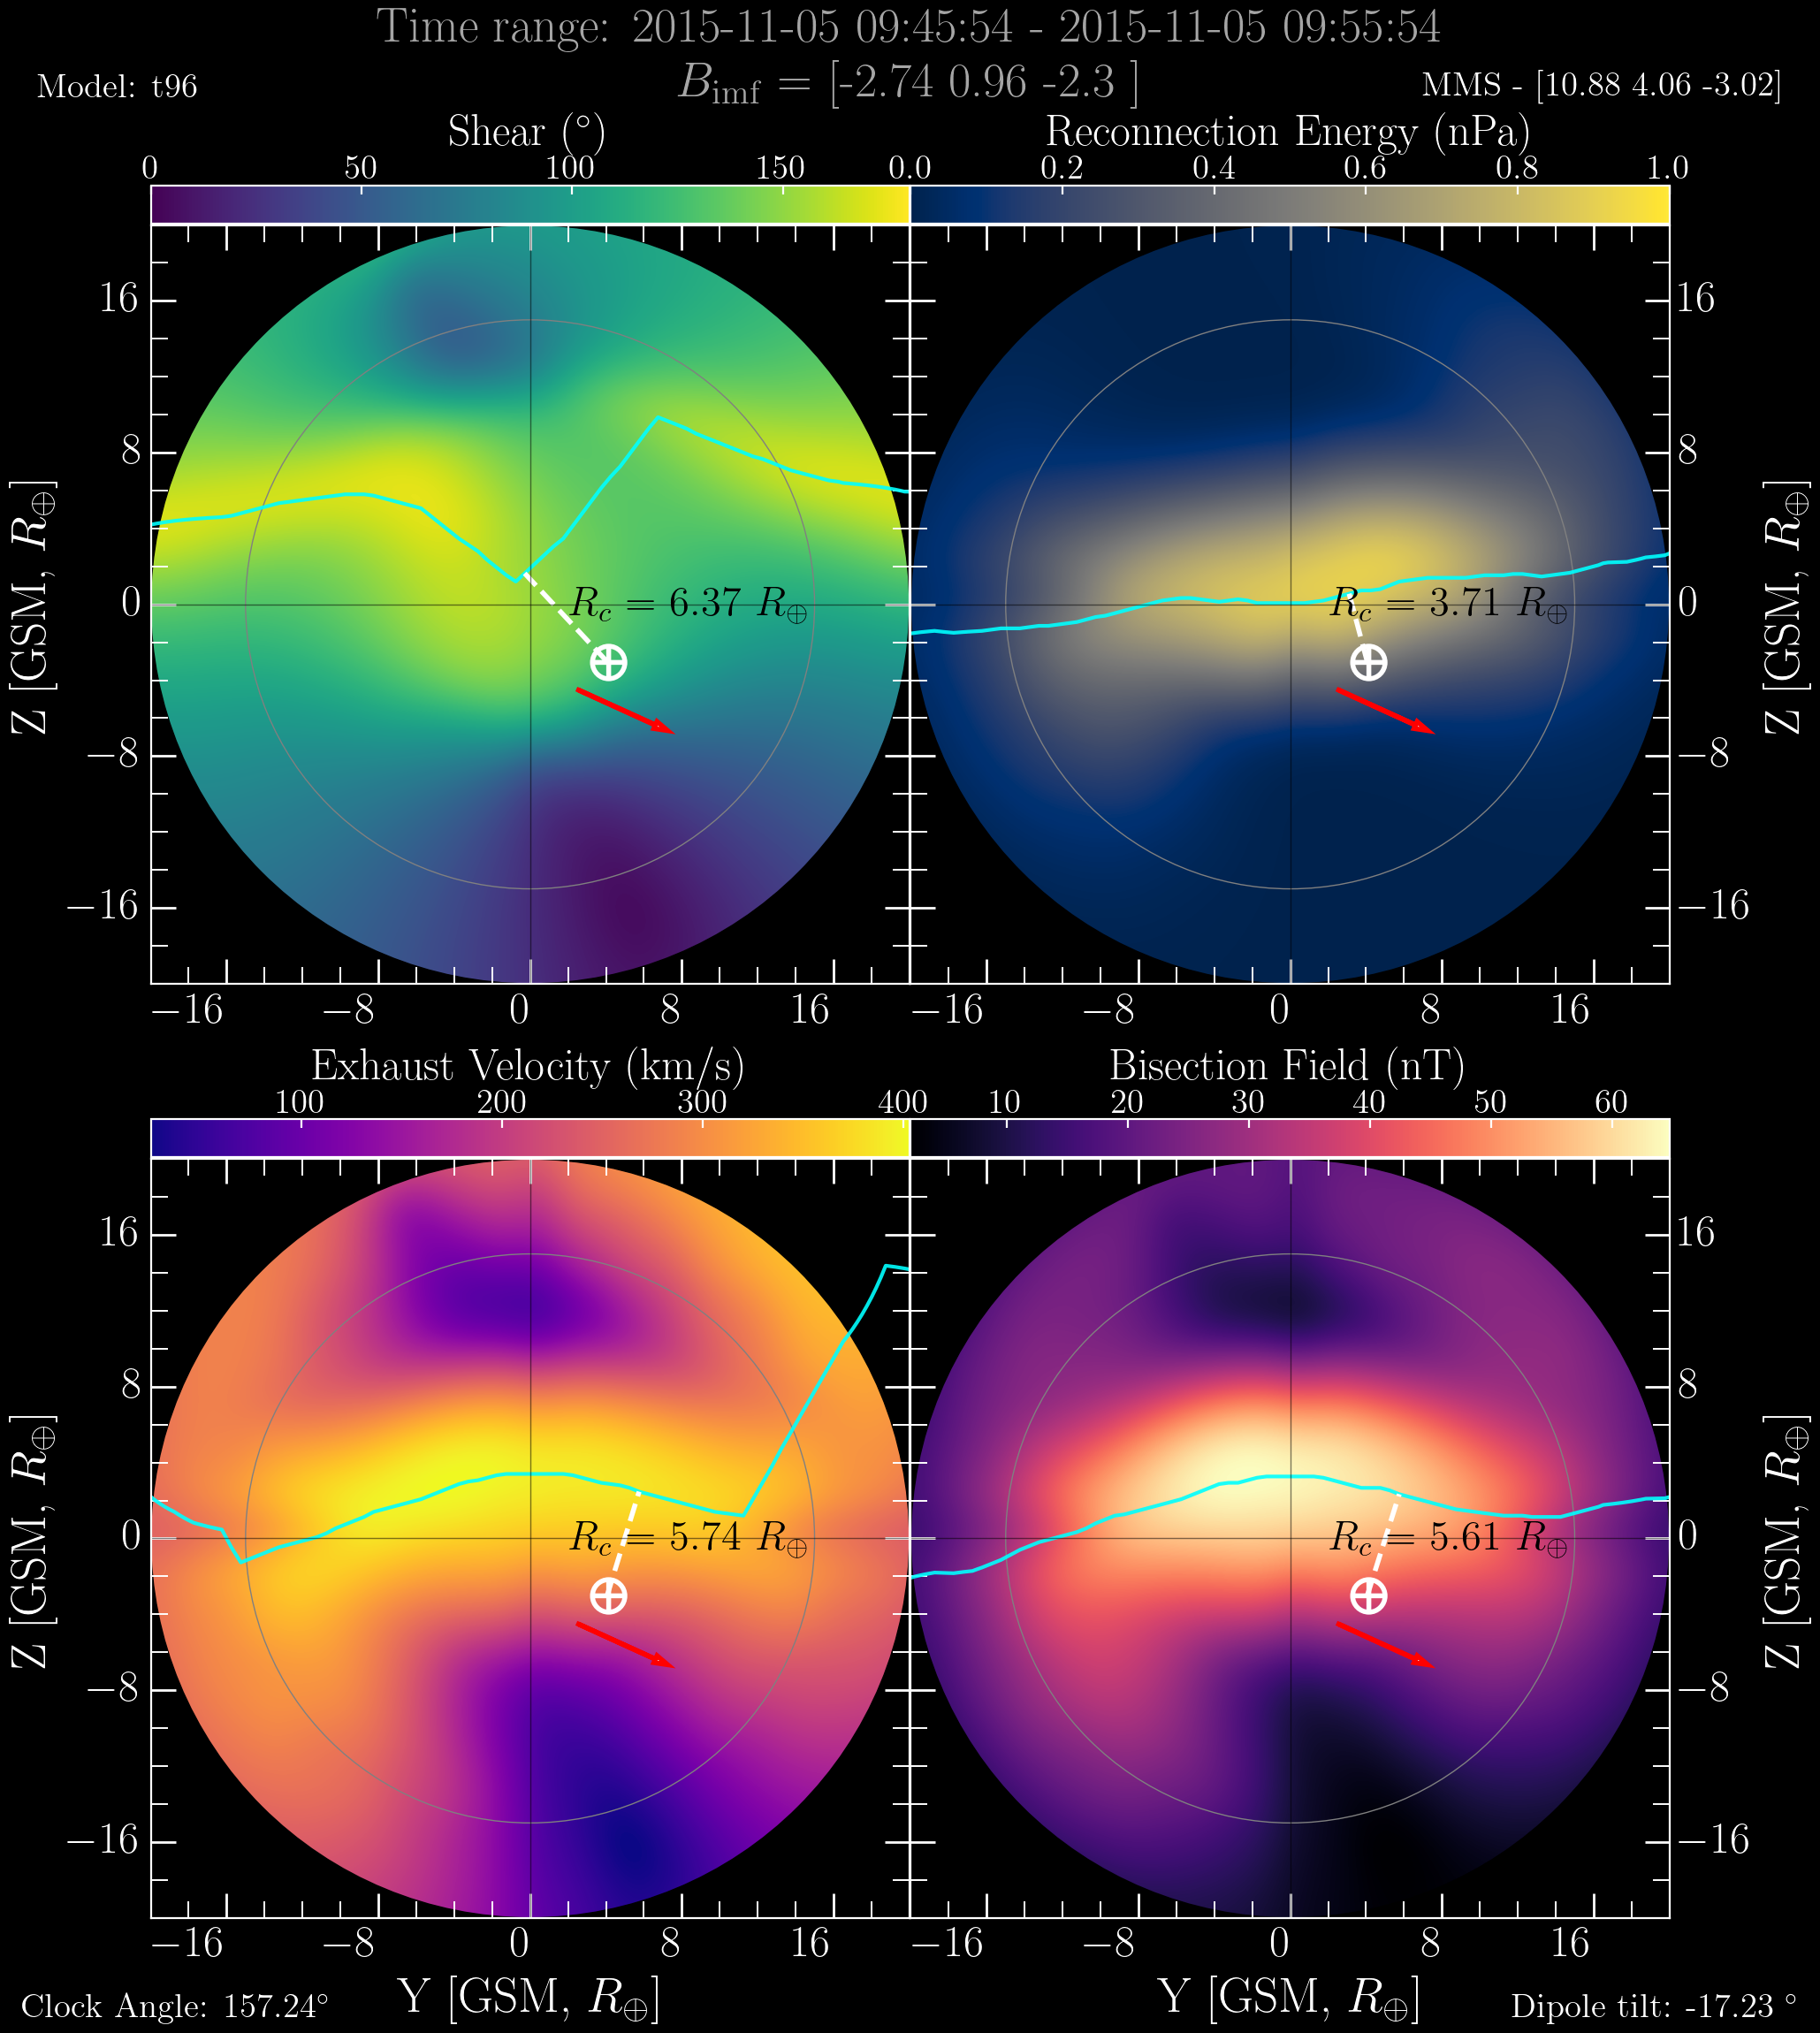 Time range: 2015-11-05 09:45:54 - 2015-11-05 09:55:54
Model: t96
B_imf = [-2.74 0.96 -2.3 ]
MMS - [10.88 4.06 -3.02]
Shear (°)
Reconnection Energy (nPa)
0 50 100 150
0.0 0.2 0.4 0.6 0.8 1.0
16
8
0
−8
−16
Z [GSM, R⊕]
R_c = 6.37 R⊕
−16 −8 0 8 16
R_c = 3.71 R⊕
16
8
0
−8
−16
Z [GSM, R⊕]
−16 −8 0 8 16
Exhaust Velocity (km/s)
Bisection Field (nT)
100 200 300 400
10 20 30 40 50 60
16
8
0
−8
−16
Z [GSM, R⊕]
R_c = 5.74 R⊕
−16 −8 0 8 16
Y [GSM, R⊕]
R_c = 5.61 R⊕
16
8
0
−8
−16
Z [GSM, R⊕]
−16 −8 0 8 16
Y [GSM, R⊕]
Clock Angle: 157.24°
Dipole tilt: -17.23 °